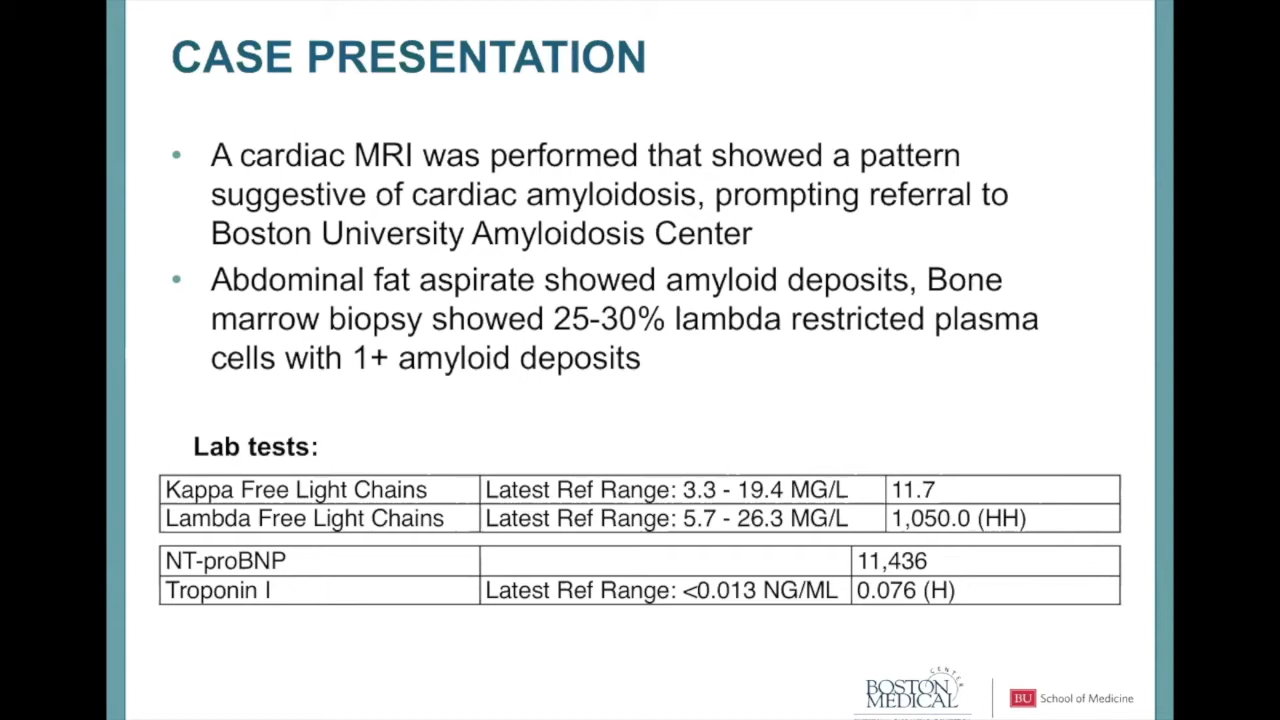 CASE PRESENTATION
• A cardiac MRI was performed that showed a pattern
suggestive of cardiac amyloidosis, prompting referral to
Boston University Amyloidosis Center
• Abdominal fat aspirate showed amyloid deposits, Bone
marrow biopsy showed 25-30% lambda restricted plasma
cells with 1+ amyloid deposits
Lab tests:
Kappa Free Light Chains Latest Ref Range: 3.3 - 19.4 MG/L 11.7
Lambda Free Light Chains Latest Ref Range: 5.7 - 26.3 MG/L 1,050.0 (HH)
NT-proBNP 11,436
Troponin I Latest Ref Range: <0.013 NG/ML 0.076 (H)
BOSTON
MEDICAL
CENTER
BU School of Medicine